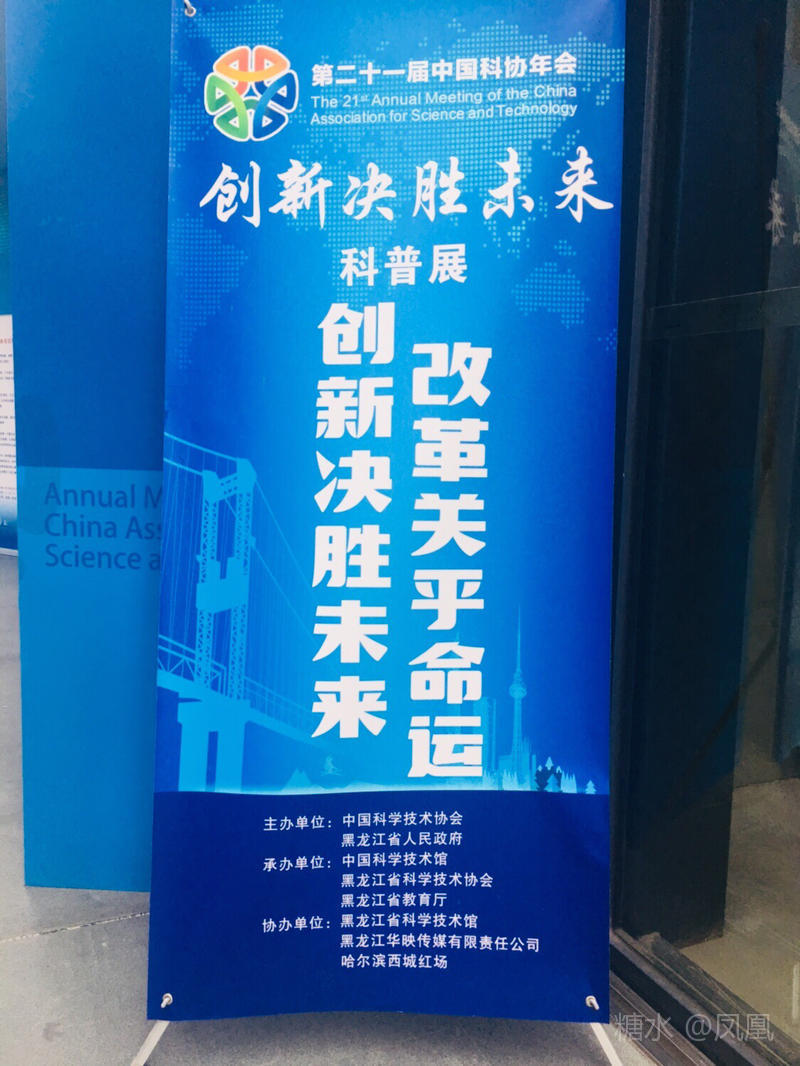 第二十一届中国科协年会
The 21st Annual Meeting of the China
Association for Science and Technology
创新决胜未来
科普展
改革关乎命运
创新决胜未来
主办单位：中国科学技术协会
黑龙江省人民政府
承办单位：中国科学技术馆
黑龙江省科学技术协会
黑龙江省教育厅
协办单位：黑龙江省科学技术馆
黑龙江华映传媒有限责任公司
哈尔滨西城红场
Annual M
China Ass
Science a
糖水 @凤凰